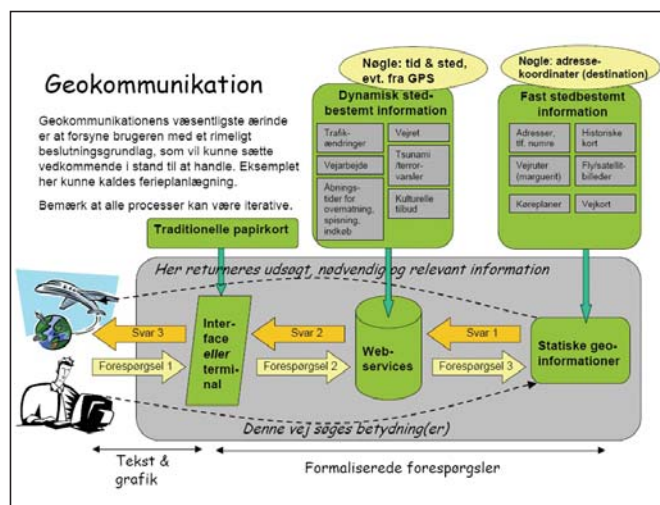 Geokommunikation
Geokommunikationens væsentligste ærinde
er at forsyne brugeren med et rimeligt
beslutningsgrundlag, som vil kunne sætte
vedkommende i stand til at handle. Eksemplet
her kunne kaldes ferieplanlægning.
Bemærk at alle processer kan være iterative.
Nøgle: tid & sted,
evt. fra GPS
Dynamisk sted-
bestemt information
Trafik-
ændringer
Vejret
Vejarbejde
Tsunami
/terror-
varsler
Åbnings-
tider for
overnatning,
spisning,
indkøb
Kulturelle
tilbud
Nøgle: adresse-
koordinater (destination)
Fast stedbestemt
information
Adresser,
tlf. numre
Historiske
kort
Vejruter
(marguerit)
Fly/satellit-
billeder
Køreplaner
Vejkort
Traditionelle papirkort
Her returneres udsøgt, nødvendig og relevant information
Svar 3
Inter-
face
eller
termi-
nal
Svar 2
Web-
services
Svar 1
Statiske geo-
informationer
Forespørgsel 1
Forespørgsel 2
Forespørgsel 3
Denne vej søges betydning(er)
Tekst &
grafik
Formaliserede forespørgsler